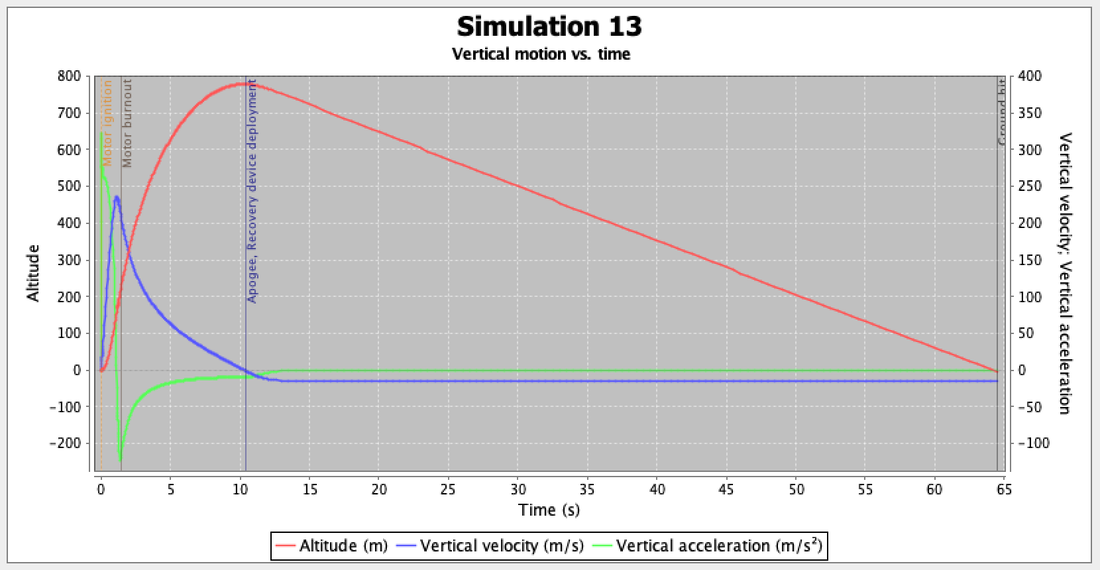 Simulation 13
Vertical motion vs. time
800
700
600
500
400
300
200
100
0
-100
-200
Altitude
400
350
300
250
200
150
100
50
0
-50
-100
Vertical velocity; Vertical acceleration
Motor ignition
Motor burnout
Apogee, Recovery device deployment
Ground hit
0 5 10 15 20 25 30 35 40 45 50 55 60 65
Time (s)
Altitude (m) Vertical velocity (m/s) Vertical acceleration (m/s²)